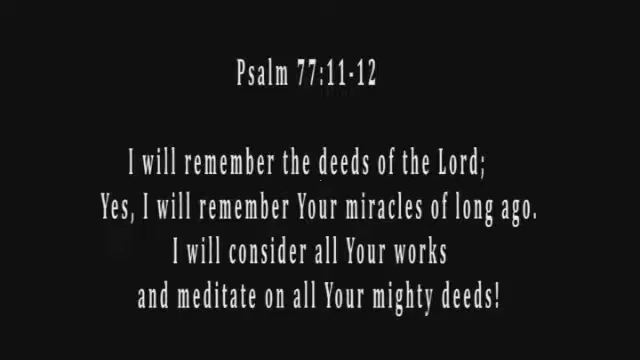 Psalm 77:11-12
I will remember the deeds of the Lord;
Yes, I will remember Your miracles of long ago.
I will consider all Your works
and meditate on all Your mighty deeds!